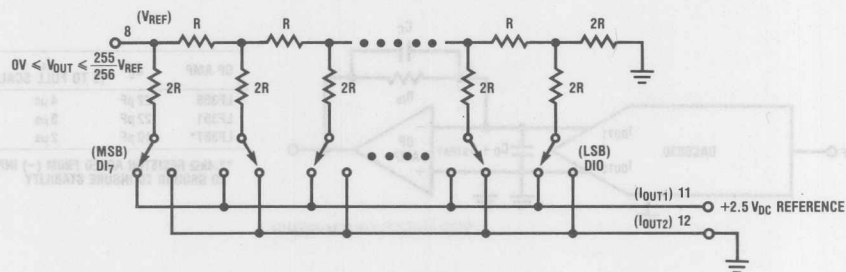 (VREF)
8
R
R
R
2R
0V ≤ VOUT ≤ 255/256 VREF
2R
2R
2R
2R
2R
(MSB)
DI7
(LSB)
DI0
(IOUT1) 11
+2.5 VDC REFERENCE
(IOUT2) 12